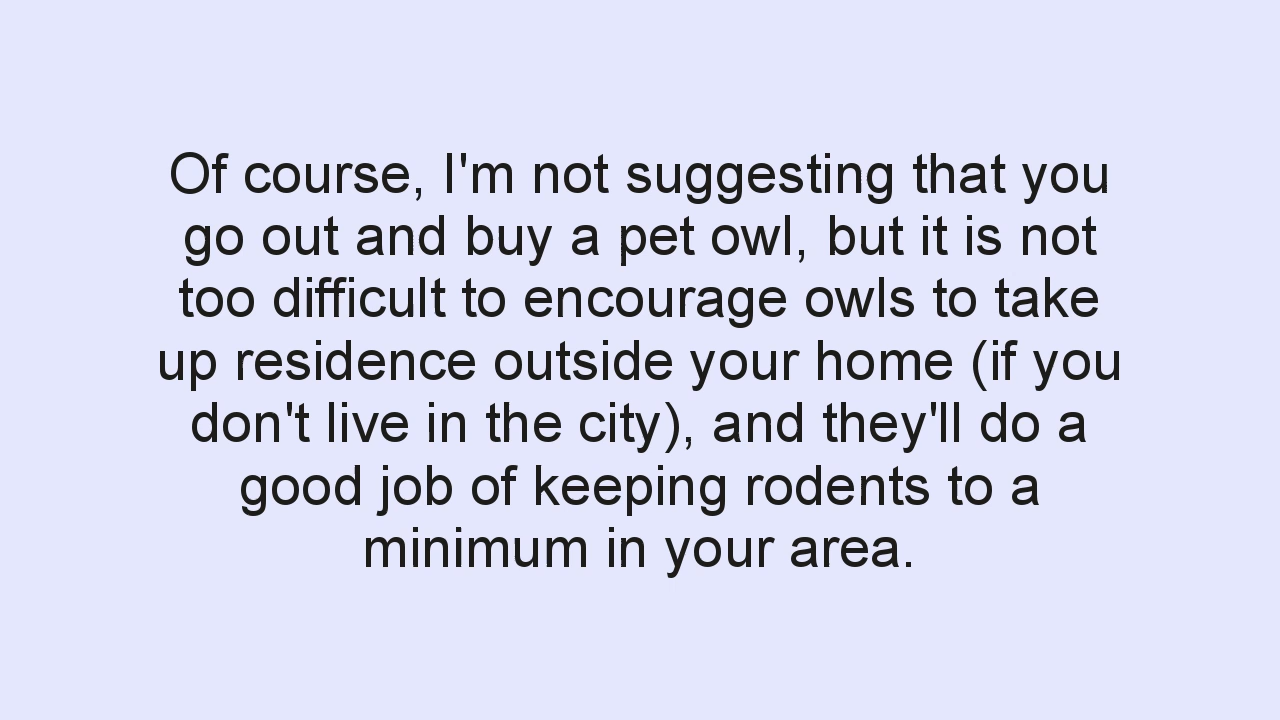 Of course, I'm not suggesting that you
go out and buy a pet owl, but it is not
too difficult to encourage owls to take
up residence outside your home (if you
don't live in the city), and they'll do a
good job of keeping rodents to a
minimum in your area.